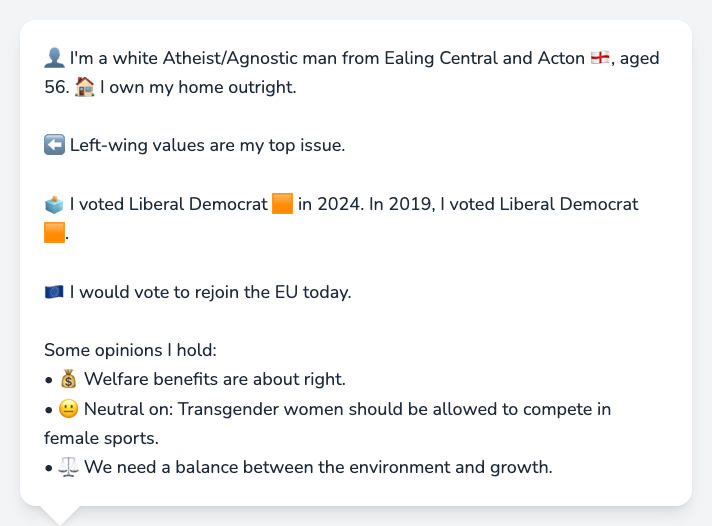 👤 I'm a white Atheist/Agnostic man from Ealing Central and Acton 🏴󠁧󠁢󠁥󠁮󠁧󠁿, aged
56. 🏠 I own my home outright.
⬅️ Left-wing values are my top issue.
🗳️ I voted Liberal Democrat 🟧 in 2024. In 2019, I voted Liberal Democrat
🟧.
🇪🇺 I would vote to rejoin the EU today.
Some opinions I hold:
• 💰 Welfare benefits are about right.
• 😐 Neutral on: Transgender women should be allowed to compete in
female sports.
• ⚖️ We need a balance between the environment and growth.